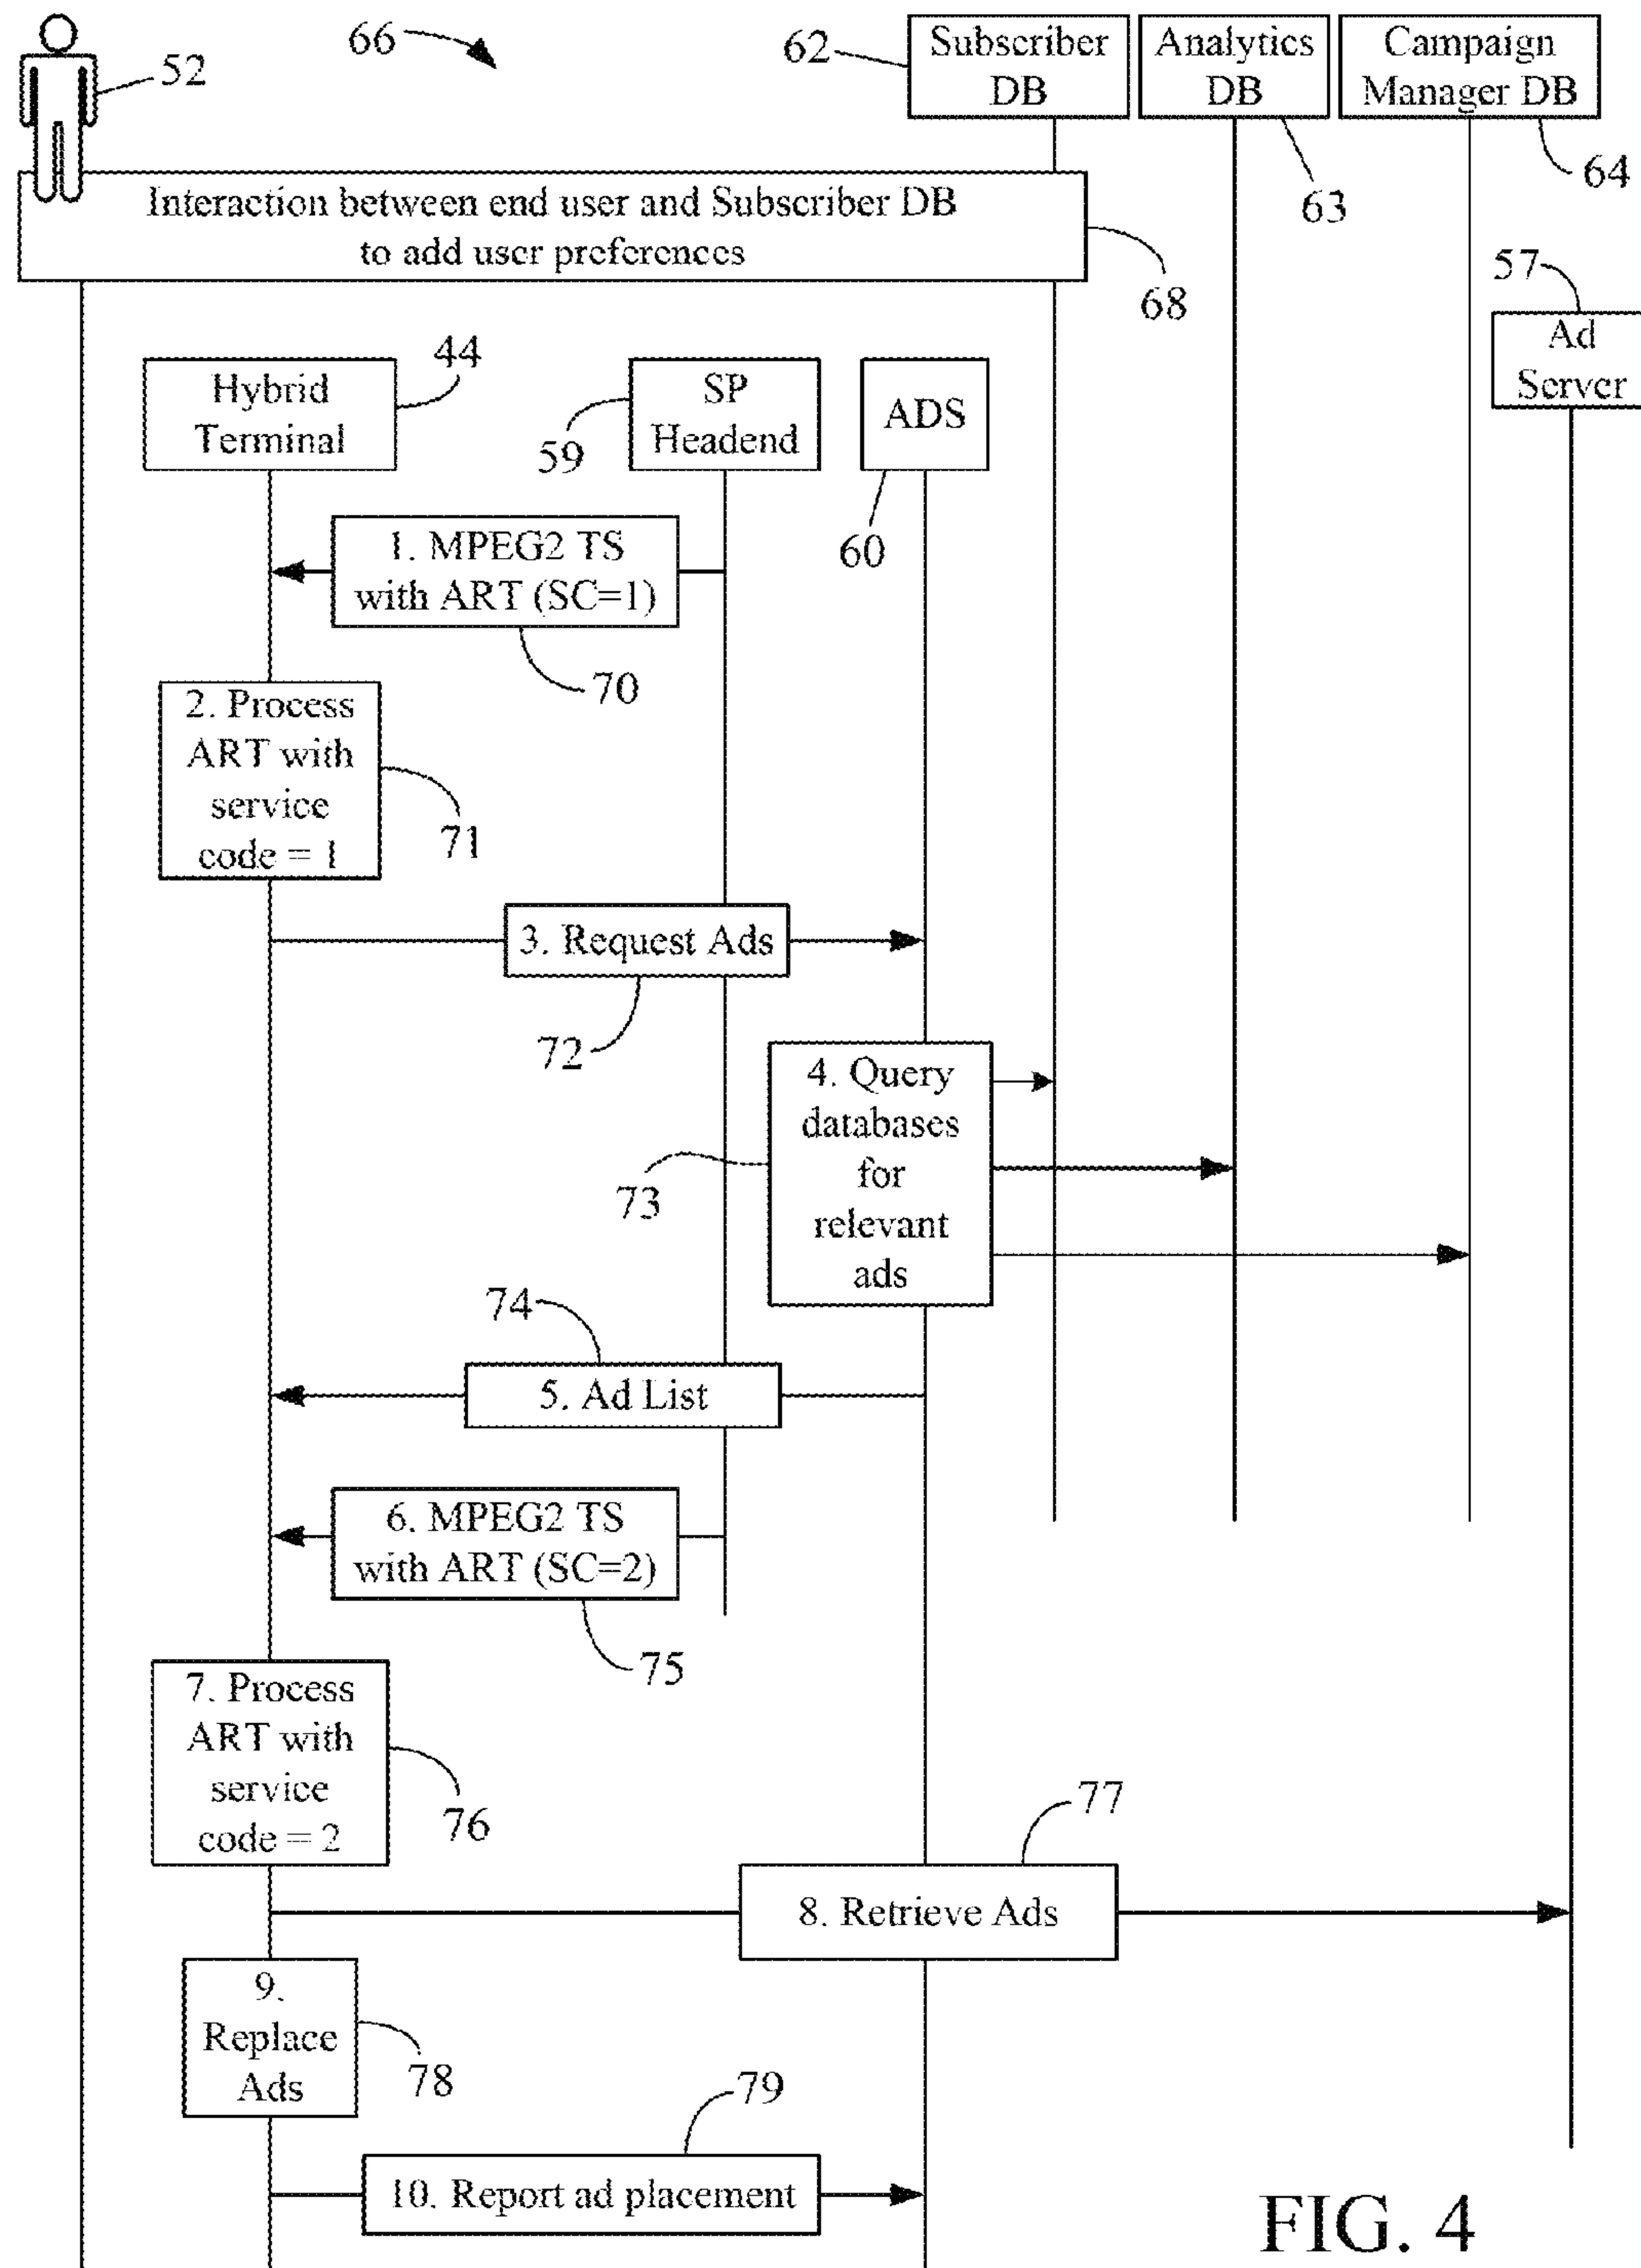 66
52
62
Subscriber
DB
Analytics
DB
Campaign
Manager DB
64
63
Interaction between end user and Subscriber DB
to add user preferences
68
57
Ad
Server
Hybrid
Terminal
44
SP
Headend
59
ADS
60
1. MPEG2 TS
with ART (SC=1)
70
2. Process
ART with
service
code = 1
71
3. Request Ads
72
4. Query
databases
for
relevant
ads
73
74
5. Ad List
6. MPEG2 TS
with ART (SC=2)
75
7. Process
ART with
service
code = 2
76
77
8. Retrieve Ads
9.
Replace
Ads
78
79
10. Report ad placement
FIG. 4